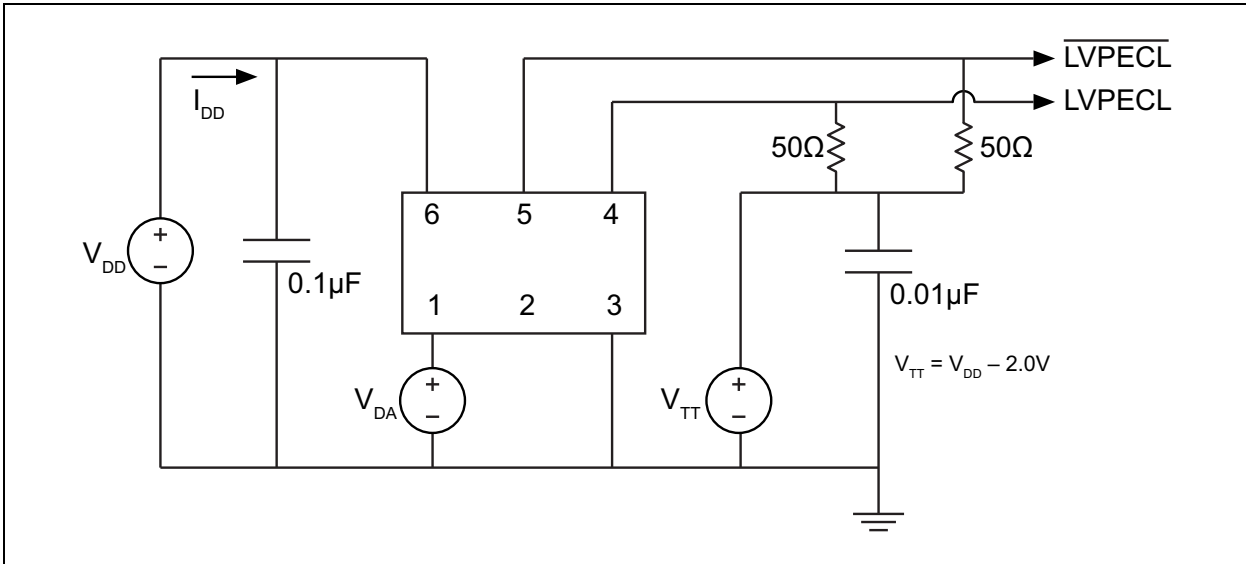 L̅V̅P̅E̅C̅L̅
I_DD
LVPECL
50Ω
50Ω
6 5 4
V_DD
+
−
0.1µF
0.01µF
1 2 3
V_TT = V_DD – 2.0V
V_DA
+
−
V_TT
+
−